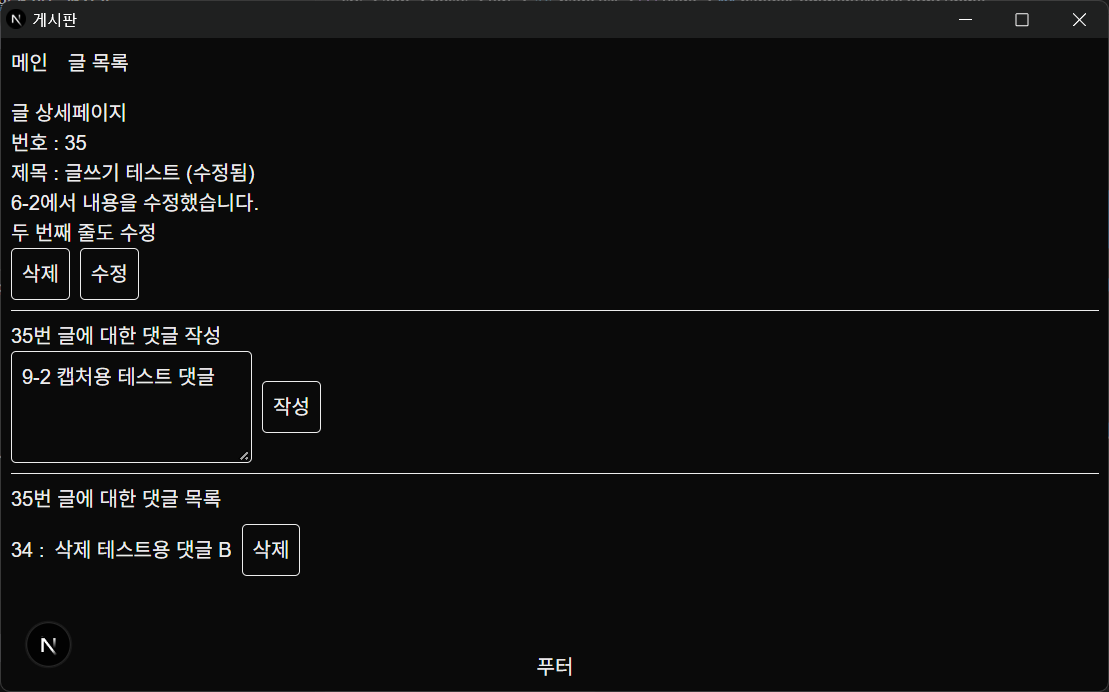 N 게시판
메인 글 목록
글 상세페이지
번호 : 35
제목 : 글쓰기 테스트 (수정됨)
6-2에서 내용을 수정했습니다.
두 번째 줄도 수정
삭제 수정
35번 글에 대한 댓글 작성
9-2 캡처용 테스트 댓글
작성
35번 글에 대한 댓글 목록
34 : 삭제 테스트용 댓글 B 삭제
N
푸터